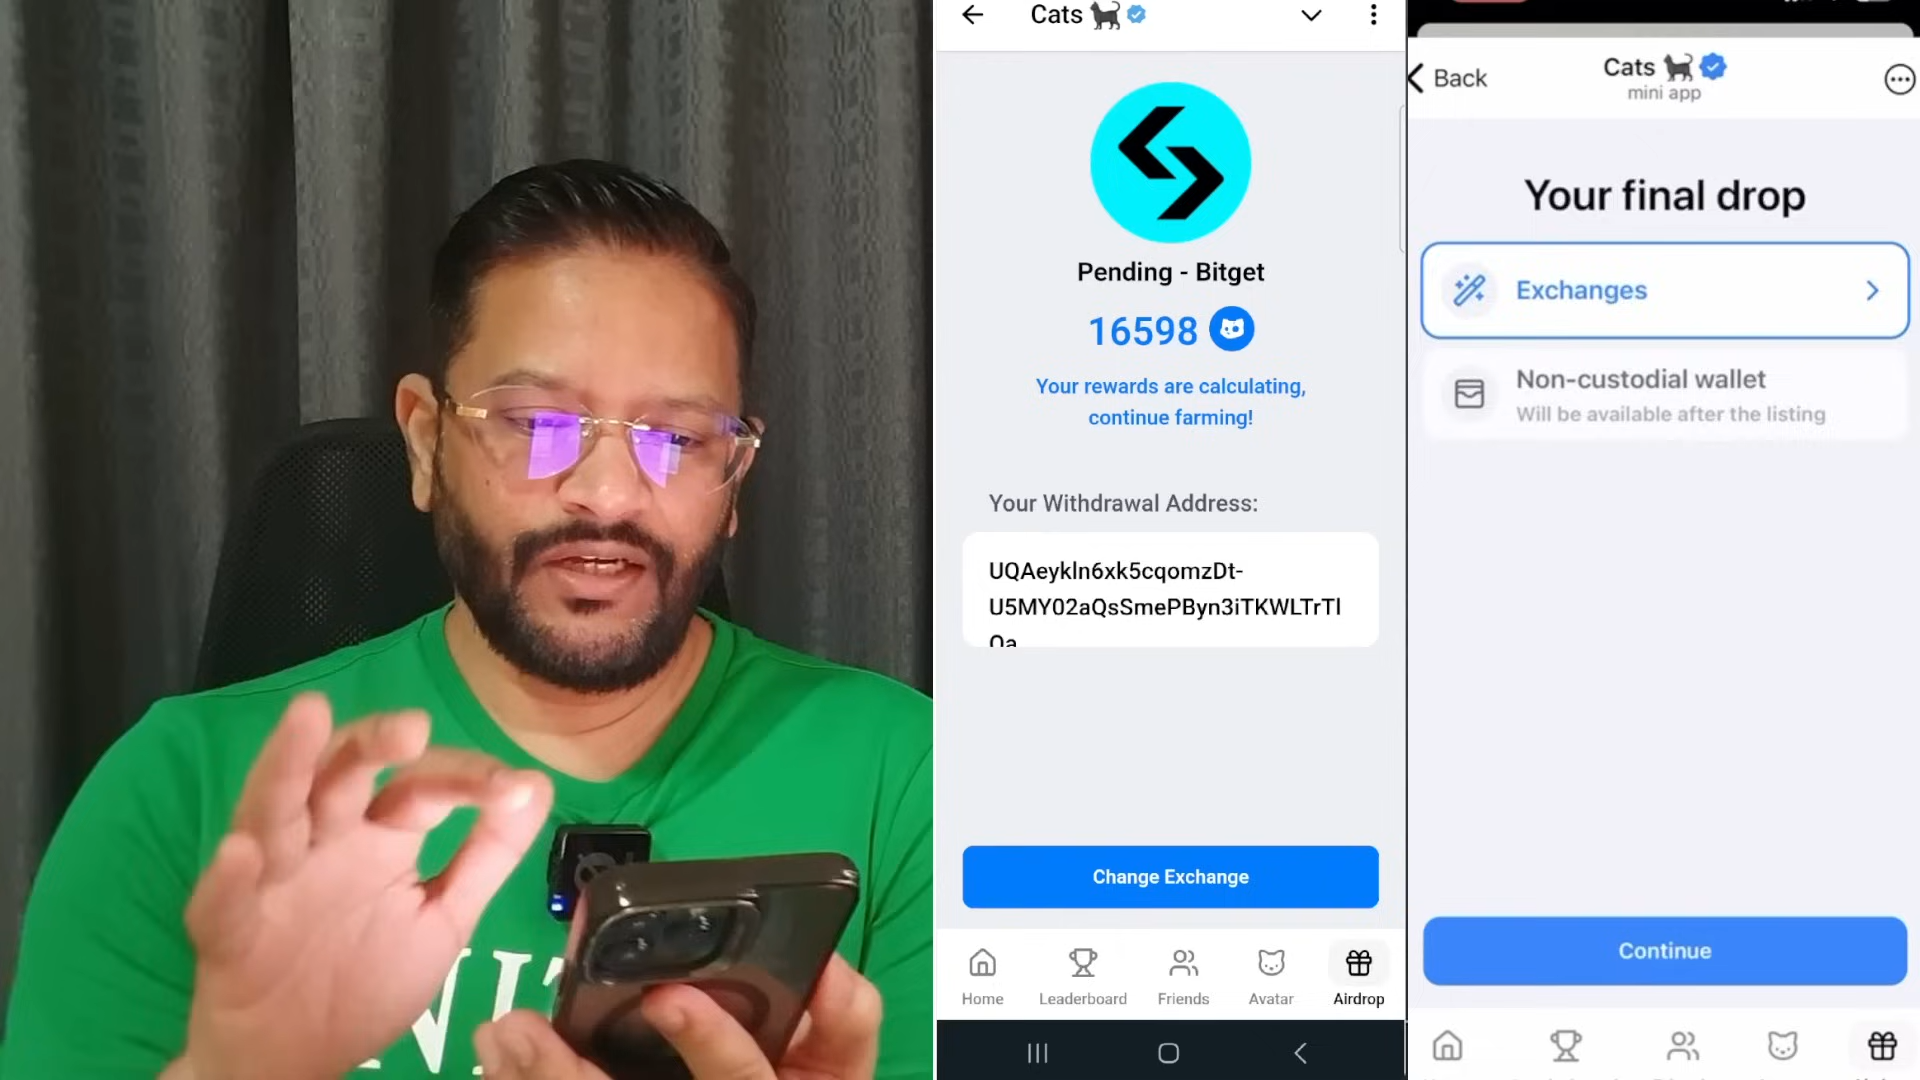 Cats
Pending - Bitget
16598
Your rewards are calculating,
continue farming!
Your Withdrawal Address:
UQAeykln6xk5cqomzDt-
U5MY02aQsSmePByn3iTKWLTrTl
Qa
Change Exchange
Home
Leaderboard
Friends
Avatar
Airdrop
Back
Cats
mini app
Your final drop
Exchanges
Non-custodial wallet
Will be available after the listing
Continue